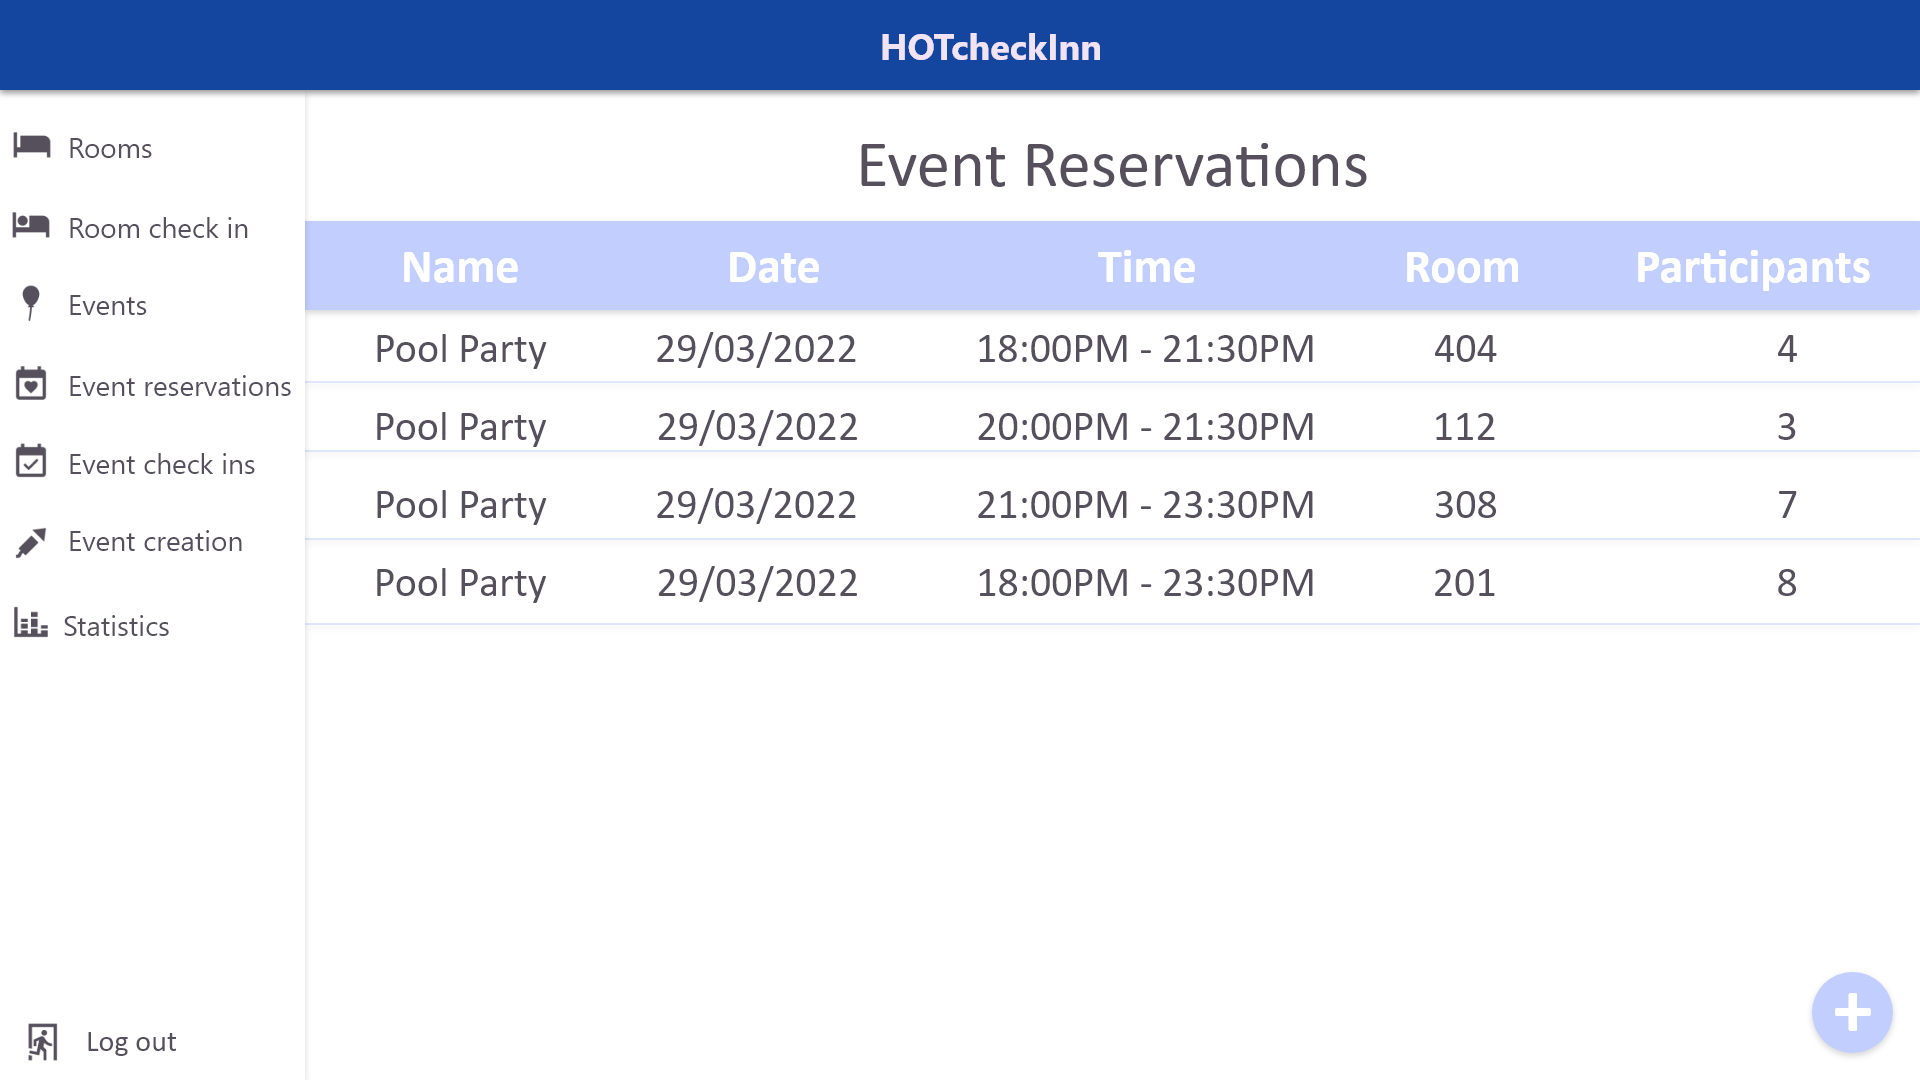 HOTcheckInn
Rooms
Room check in
Events
Event reservations
Event check ins
Event creation
Statistics
Log out
Event Reservations
Name Date Time Room Participants
Pool Party 29/03/2022 18:00PM - 21:30PM 404 4
Pool Party 29/03/2022 20:00PM - 21:30PM 112 3
Pool Party 29/03/2022 21:00PM - 23:30PM 308 7
Pool Party 29/03/2022 18:00PM - 23:30PM 201 8